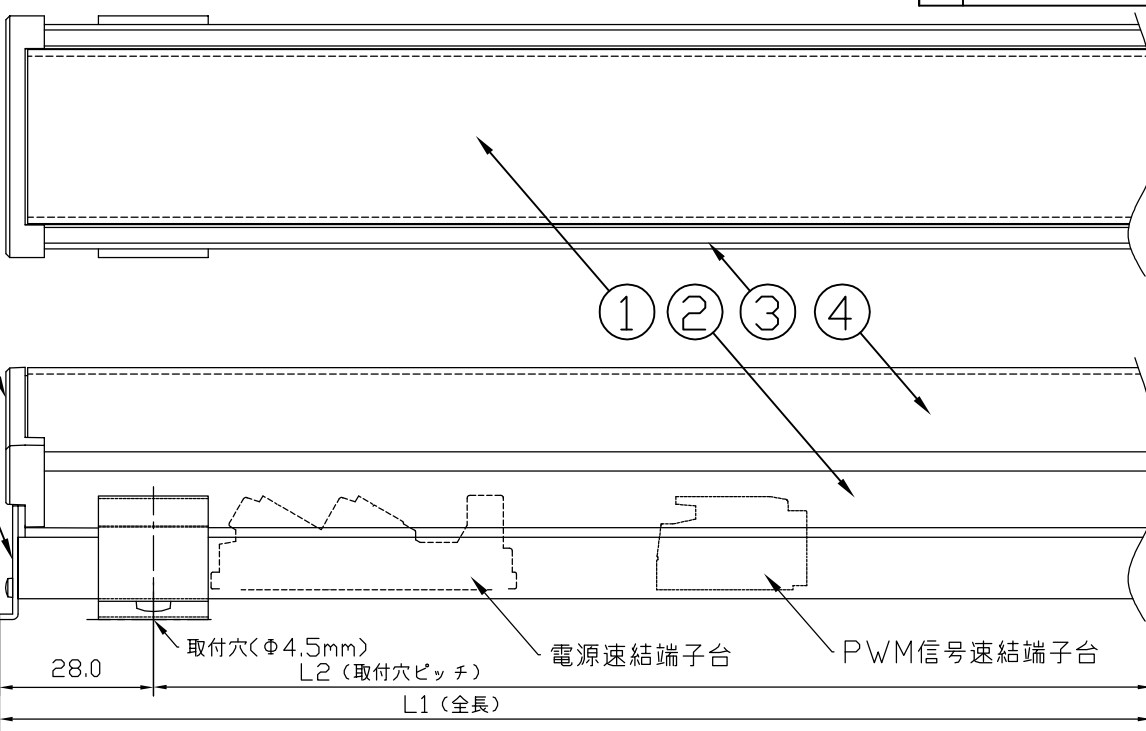 ① ② ③ ④
取付穴(Φ4.5mm)
電源速結端子台
PWM信号速結端子台
28.0
L2 (取付穴ピッチ)
L1 (全長)